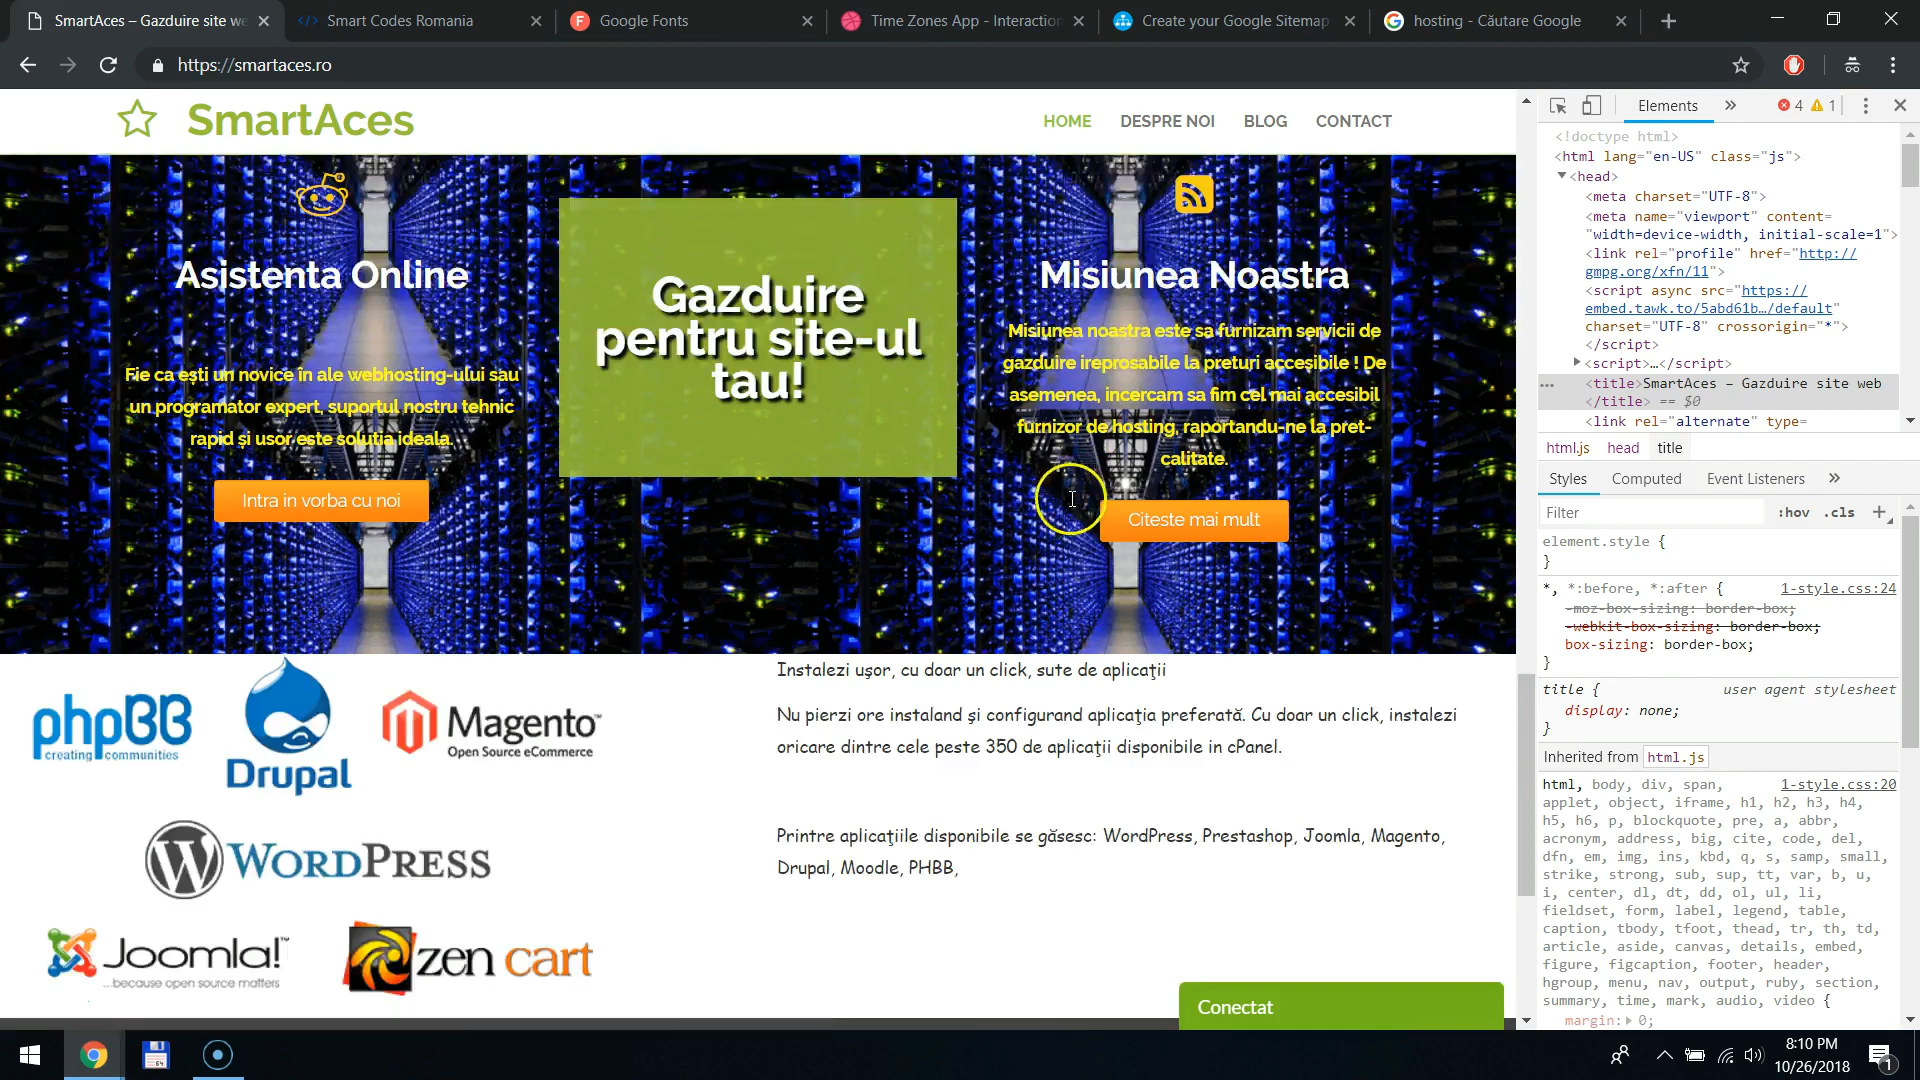 SmartAces – Gazduire site we
Smart Codes Romania
Google Fonts
Time Zones App - Interaction
Create your Google Sitemap
hosting - Căutare Google
https://smartaces.ro
SmartAces
HOME
DESPRE NOI
BLOG
CONTACT
Asistenta Online
Fie ca ești un novice în ale webhosting-ului sau
un programator expert, suportul nostru tehnic
rapid și usor este solutia ideala.
Intra in vorba cu noi
Gazduire
pentru site-ul
tau!
Misiunea Noastra
Misiunea noastra este sa furnizam servicii de
gazduire ireprosabile la preturi accesibile ! De
asemenea, incercam sa fim cel mai accesibil
furnizor de hosting, raportandu-ne la pret-
calitate.
Citeste mai mult
phpBB
creating communities
Drupal
Magento
Open Source eCommerce
WORDPRESS
Joomla!
...because open source matters
zen cart
Instalezi uşor, cu doar un click, sute de aplicaţii
Nu pierzi ore instaland şi configurand aplicaţia preferată. Cu doar un click, instalezi
oricare dintre cele peste 350 de aplicaţii disponibile in cPanel.
Printre aplicaţiile disponibile se găsesc: WordPress, Prestashop, Joomla, Magento,
Drupal, Moodle, PHBB,
Conectat
Elements
4
1
<!doctype html>
<html lang="en-US" class="js">
<head>
<meta charset="UTF-8">
<meta name="viewport" content=
"width=device-width, initial-scale=1">
<link rel="profile" href="http://
gmpg.org/xfn/11">
<script async src="https://
embed.tawk.to/5abd61b…/default"
charset="UTF-8" crossorigin="*">
</script>
<script>…</script>
<title>SmartAces – Gazduire site web
</title> == $0
<link rel="alternate" type=
html.js head title
Styles
Computed
Event Listeners
Filter
:hov .cls
element.style {
}
*, *:before, *:after { 1-style.css:24
-moz-box-sizing: border-box;
-webkit-box-sizing: border-box;
box-sizing: border-box;
}
title { user agent stylesheet
display: none;
}
Inherited from html.js
html, body, div, span, 1-style.css:20
applet, object, iframe, h1, h2, h3, h4,
h5, h6, p, blockquote, pre, a, abbr,
acronym, address, big, cite, code, del,
dfn, em, img, ins, kbd, q, s, samp, small,
strike, strong, sub, sup, tt, var, b, u,
i, center, dl, dt, dd, ol, ul, li,
fieldset, form, label, legend, table,
caption, tbody, tfoot, thead, tr, th, td,
article, aside, canvas, details, embed,
figure, figcaption, footer, header,
hgroup, menu, nav, output, ruby, section,
summary, time, mark, audio, video {
margin: 0;
8:10 PM
10/26/2018
1